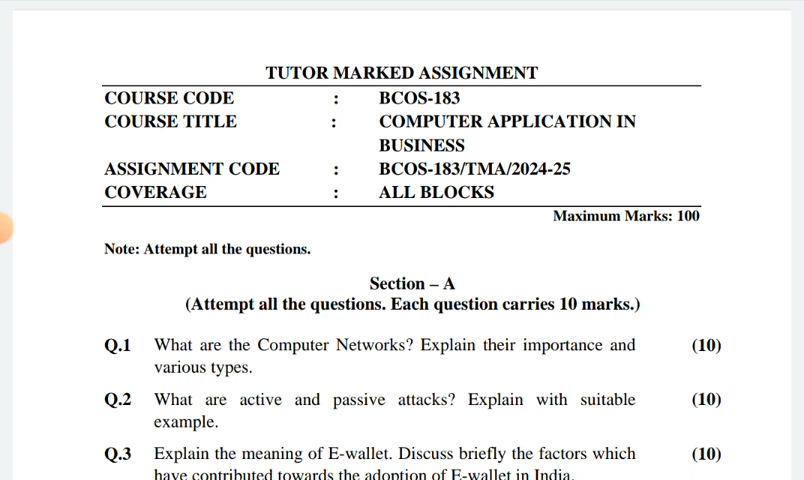 TUTOR MARKED ASSIGNMENT
COURSE CODE : BCOS-183
COURSE TITLE : COMPUTER APPLICATION IN
BUSINESS
ASSIGNMENT CODE : BCOS-183/TMA/2024-25
COVERAGE : ALL BLOCKS
Maximum Marks: 100
Note: Attempt all the questions.
Section – A
(Attempt all the questions. Each question carries 10 marks.)
Q.1 What are the Computer Networks? Explain their importance and (10)
various types.
Q.2 What are active and passive attacks? Explain with suitable (10)
example.
Q.3 Explain the meaning of E-wallet. Discuss briefly the factors which (10)
have contributed towards the adoption of E-wallet in India.